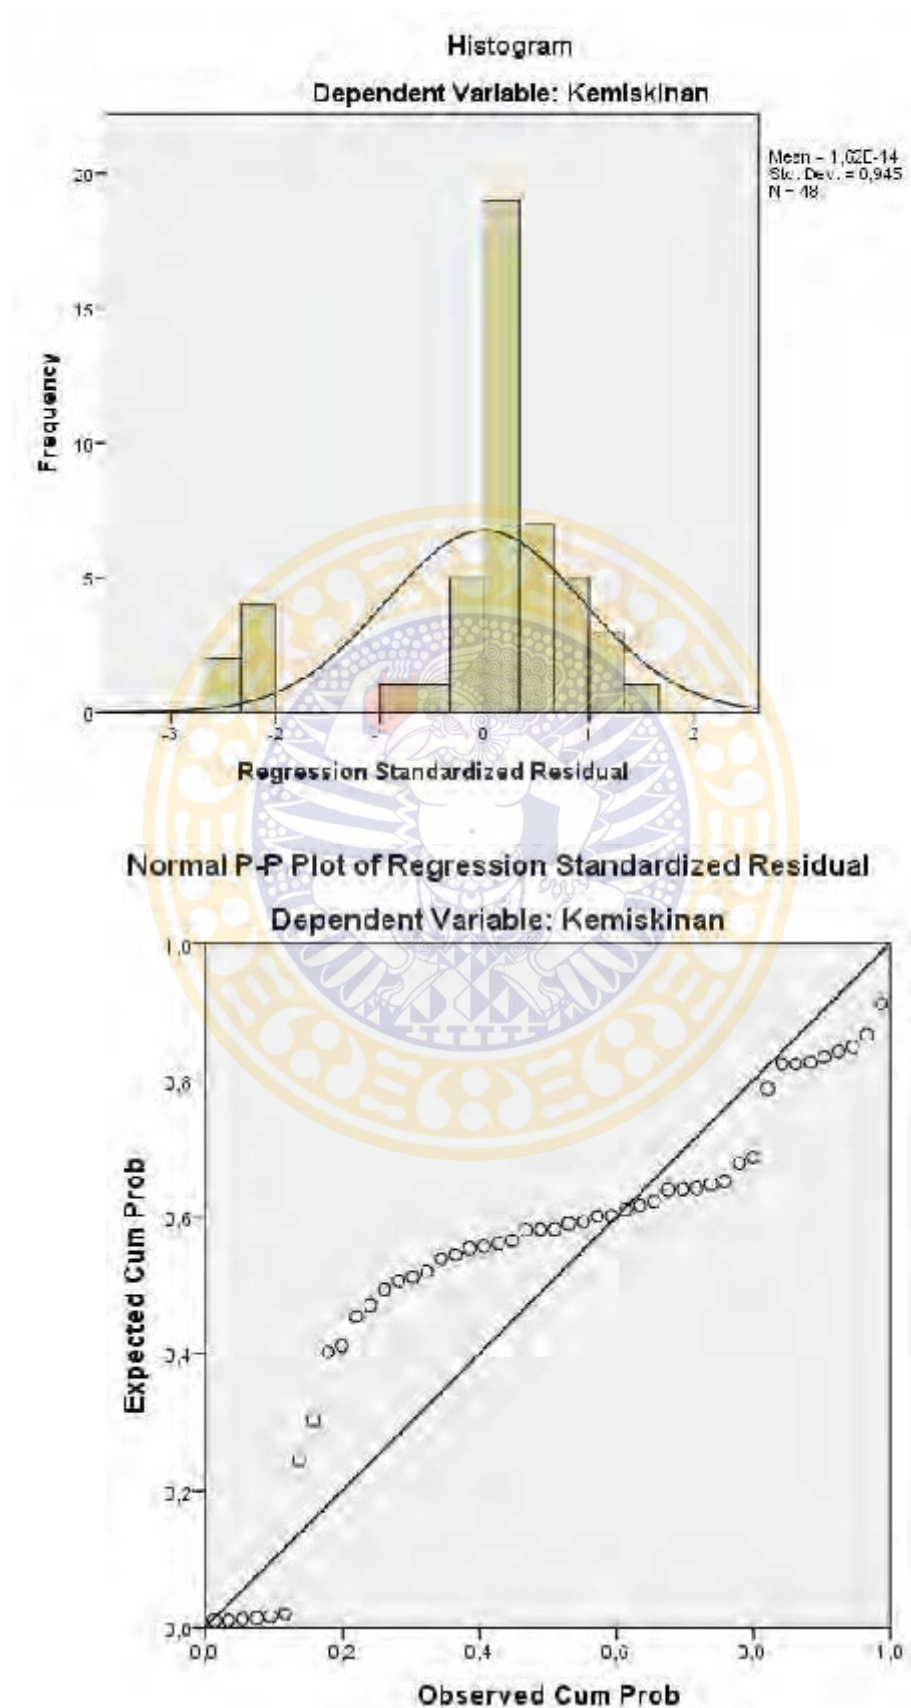 Histogram
Dependent Variable: Kemiskinan
Mean = 1,62E-14
Std. Dev. = 0,945
N = 48
20
15
10
5
0
Frequency
-3
-2
0
1
2
Regression Standardized Residual
Normal P-P Plot of Regression Standardized Residual
Dependent Variable: Kemiskinan
1,0
0,8
0,6
0,4
0,2
0,0
Expected Cum Prob
0,0
0,2
0,4
0,6
1,0
Observed Cum Prob